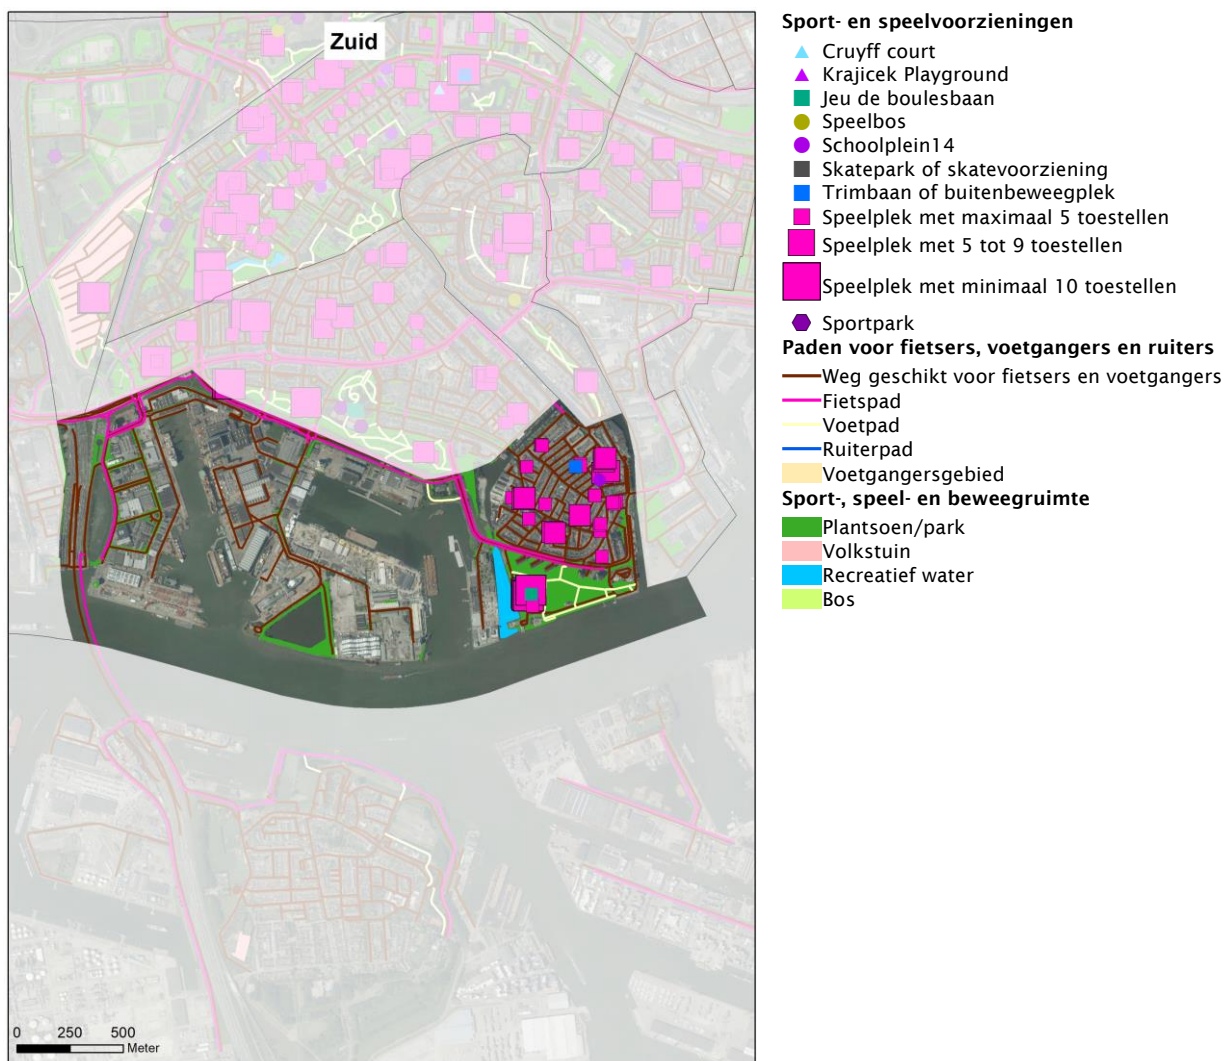 Zuid
0 250 500
Meter
Sport- en speelvoorzieningen
Cruyff court
Krajicek Playground
Jeu de boulesbaan
Speelbos
Schoolplein14
Skatepark of skatevoorziening
Trimbaan of buitenbeweegplek
Speelplek met maximaal 5 toestellen
Speelplek met 5 tot 9 toestellen
Speelplek met minimaal 10 toestellen
Sportpark
Paden voor fietsers, voetgangers en ruiters
Weg geschikt voor fietsers en voetgangers
Fietspad
Voetpad
Ruiterpad
Voetgangersgebied
Sport-, speel- en beweegruimte
Plantsoen/park
Volkstuin
Recreatief water
Bos